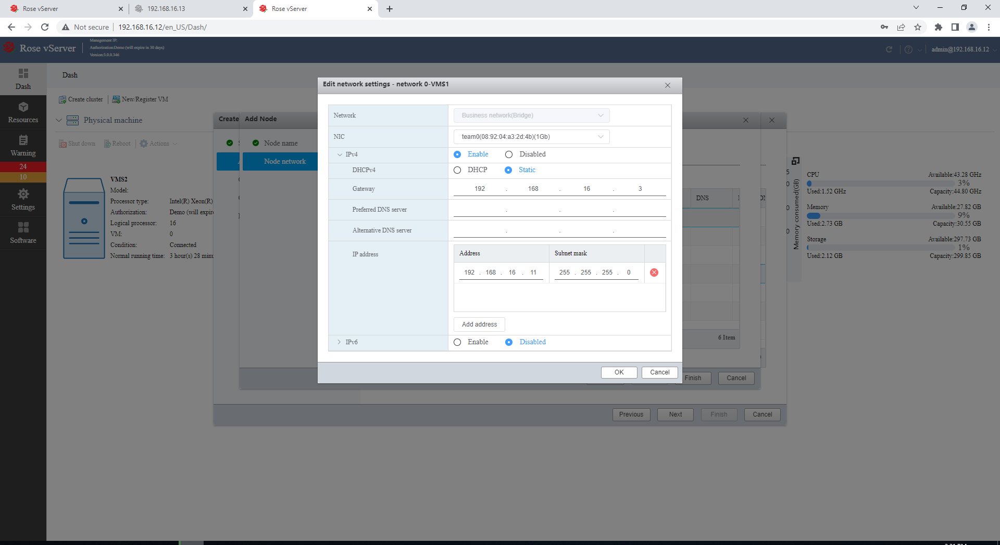 Rose vServer
192.168.16.13
Rose vServer
Not secure
192.168.16.12/en_US/Dash/
Rose vServer
Management IP:
Authorization:Demo (will expire in 30 days)
Version:3.0.0.346
admin@192.168.16.12
Dash
Resources
Warning
24
10
Settings
Software
Dash
Create cluster
New/Register VM
Physical machine
Shut down
Reboot
Actions
VMS2
Model:
Processor type: Intel(R) Xeon(R)
Authorization: Demo (will expire
Logical processor: 16
VM: 0
Condition: Connected
Normal running time: 3 hour(s) 28 minu
Create
Add Node
Node name
Node network
Edit network settings - network 0-VMS1
Network Business network(Bridge)
NIC team0(08:92:04:a3:2d:4b)(1Gb)
IPv4 Enable Disabled
DHCPv4 DHCP Static
Gateway 192 . 168 . 16 . 3
Preferred DNS server . . .
Alternative DNS server . . .
IP address
Address Subnet mask
192 . 168 . 16 . 11 255 . 255 . 255 . 0
Add address
IPv6 Enable Disabled
OK Cancel
DNS
6 Item
Finish Cancel
Previous Next Finish Cancel
Memory consumed(GB)
CPU Available:43.28 GHz
3%
Used:1.52 GHz Capacity:44.80 GHz
Memory Available:27.82 GB
9%
Used:2.73 GB Capacity:30.55 GB
Storage Available:297.73 GB
1%
Used:2.12 GB Capacity:299.85 GB